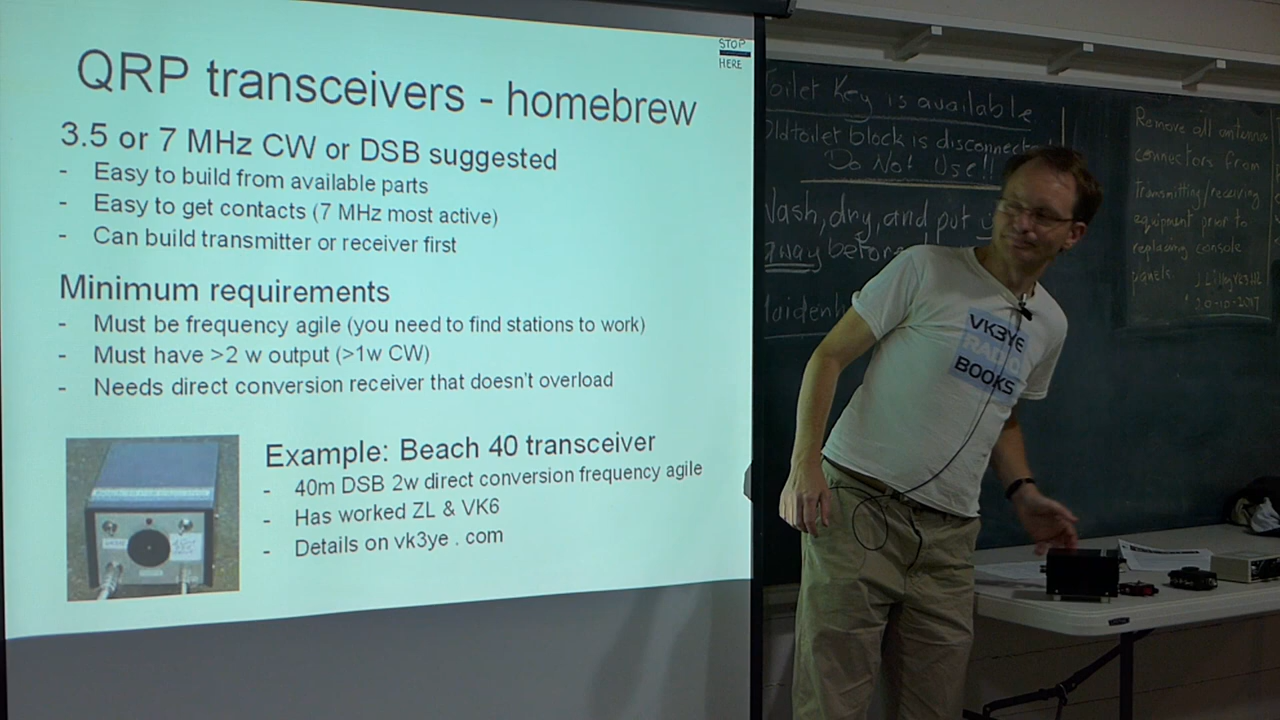 STOP
HERE
QRP transceivers - homebrew
3.5 or 7 MHz CW or DSB suggested
- Easy to build from available parts
- Easy to get contacts (7 MHz most active)
- Can build transmitter or receiver first
Minimum requirements
- Must be frequency agile (you need to find stations to work)
- Must have >2 w output (>1w CW)
- Needs direct conversion receiver that doesn't overload
Example: Beach 40 transceiver
- 40m DSB 2w direct conversion frequency agile
- Has worked ZL & VK6
- Details on vk3ye . com
Toilet Key is available
Old toilet block is disconnecte
Do Not Use!!
Wash, dry, and put
away before
Maidenh
Remove all antenna
connectors from
transmitting/receiving
equipment prior to
replacing console
panels.
20-10-2017
VK3YE
RADIO
BOOKS